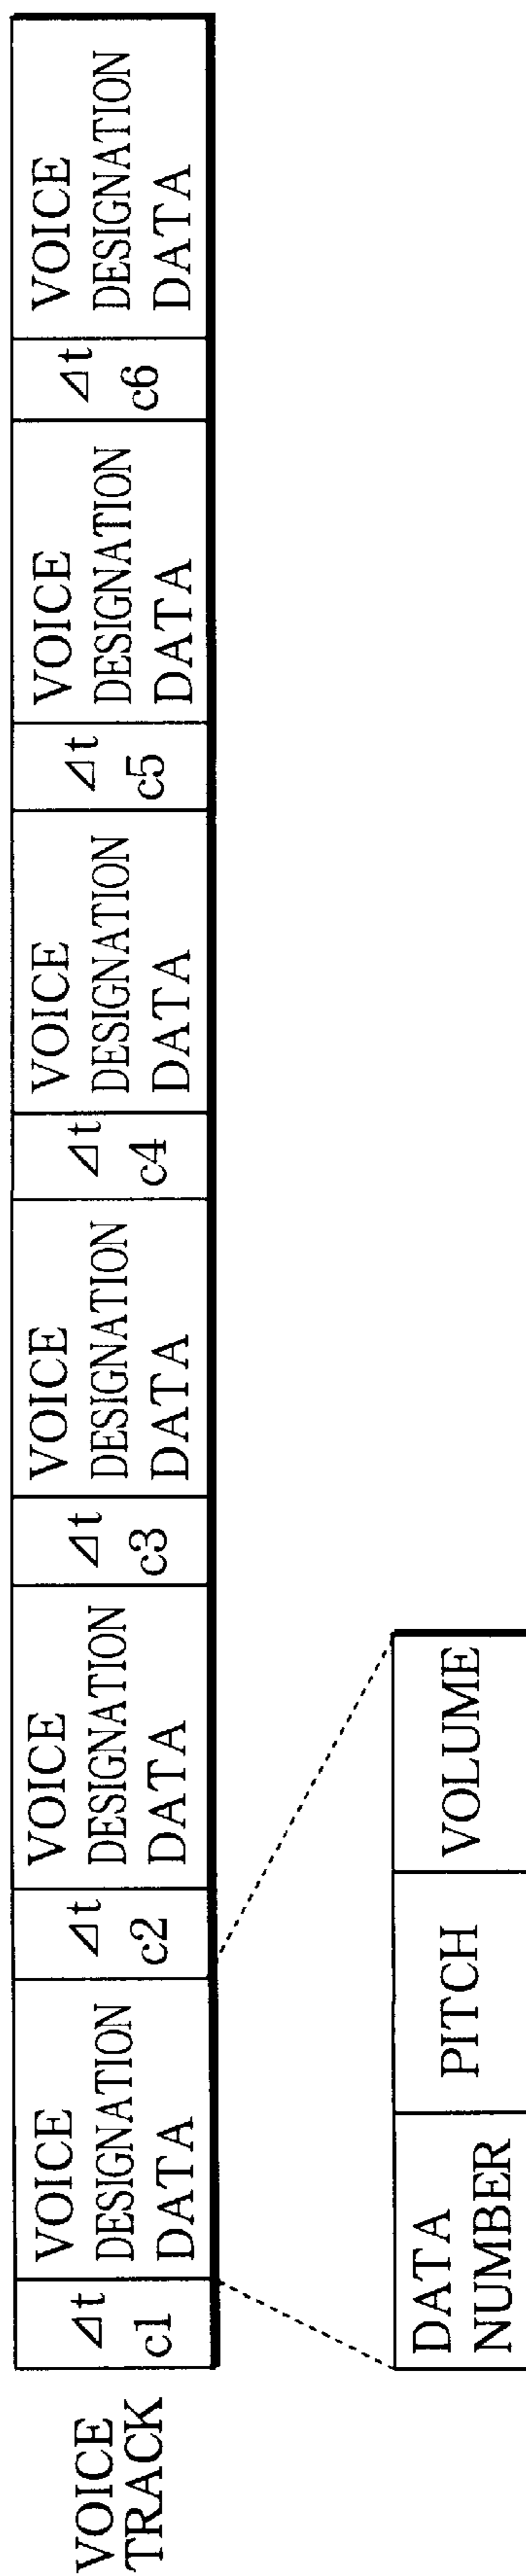 VOICE
TRACK
Δt
c1
VOICE
DESIGNATION
DATA
Δt
c2
VOICE
DESIGNATION
DATA
Δt
c3
VOICE
DESIGNATION
DATA
Δt
c4
VOICE
DESIGNATION
DATA
Δt
c5
VOICE
DESIGNATION
DATA
Δt
c6
VOICE
DESIGNATION
DATA
DATA
NUMBER
PITCH
VOLUME